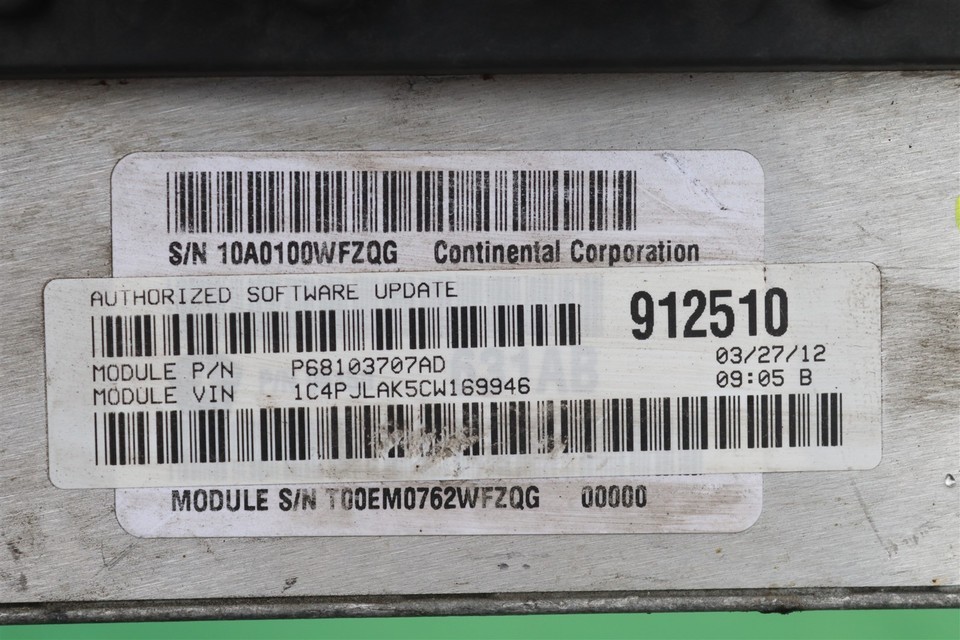 S/N 10A0100WFZQG Continental Corporation
AUTHORIZED SOFTWARE UPDATE
912510
MODULE P/N P68103707AD
03/27/12
MODULE VIN 1C4PJLAK5CW169946
09:05 B
MODULE S/N T00EM0762WFZQG 00000